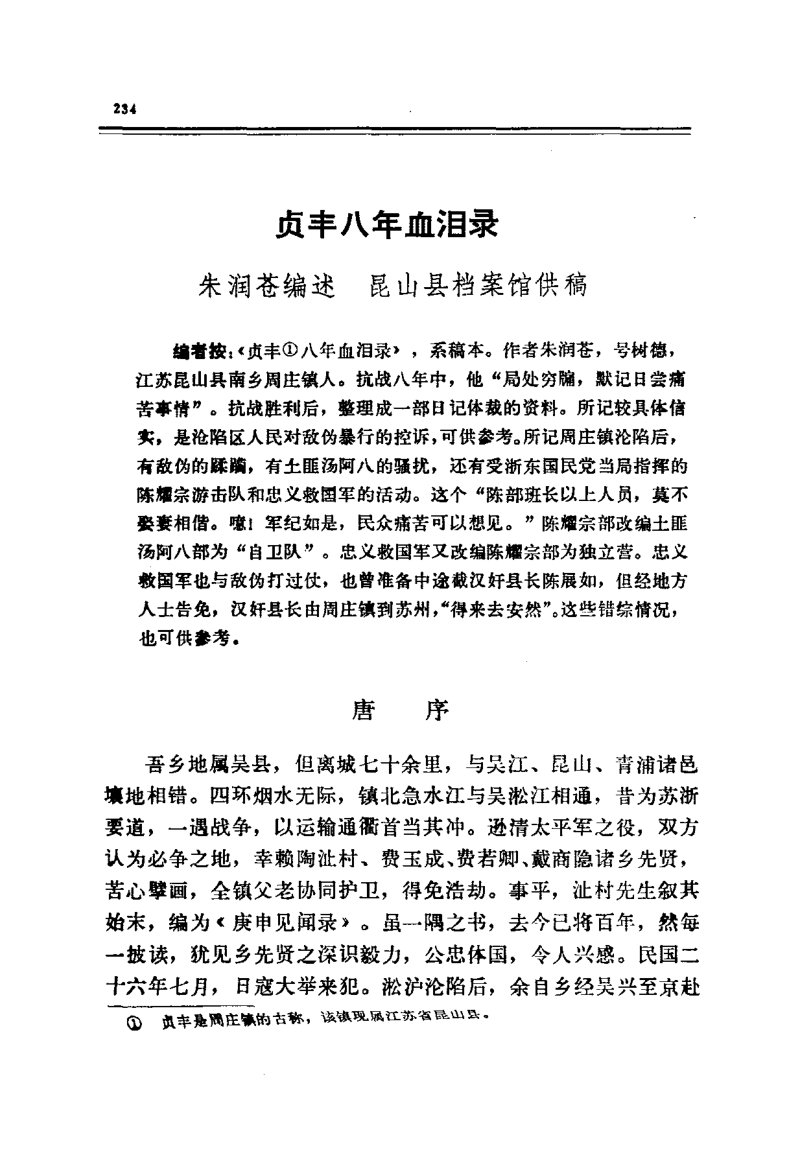 234
贞丰八年血泪录
朱润苍编述 昆山县档案馆供稿
编者按：《贞丰①八年血泪录》，系稿本。作者朱润苍，号树德，
江苏昆山县南乡周庄镇人。抗战八年中，他“局处穷牖，默记日尝痛
苦事情”。抗战胜利后，整理成一部日记体裁的资料。所记较具体信
实，是沦陷区人民对敌伪暴行的控诉，可供参考。所记周庄镇沦陷后，
有敌伪的蹂躏，有土匪汤阿八的骚扰，还有受浙东国民党当局指挥的
陈耀宗游击队和忠义救国军的活动。这个“陈部班长以上人员，莫不
娶妻相偕。噫！军纪如是，民众痛苦可以想见。”陈耀宗部改编土匪
汤阿八部为“自卫队”。忠义救国军又改编陈耀宗部为独立营。忠义
救国军也与敌伪打过仗，也曾准备中途截汉奸县长陈展如，但经地方
人士告免，汉奸县长由周庄镇到苏州，“得来去安然”。这些错综情况，
也可供参考。
唐 序
吾乡地属吴县，但离城七十余里，与吴江、昆山、青浦诸邑
壤地相错。四环烟水无际，镇北急水江与吴淞江相通，昔为苏浙
要道，一遇战争，以运输通衢首当其冲。逊清太平军之役，双方
认为必争之地，幸赖陶沚村、费玉成、费若卿、戴商隐诸乡先贤，
苦心擘画，全镇父老协同护卫，得免浩劫。事平，沚村先生叙其
始末，编为《庚申见闻录》。虽一隅之书，去今已将百年，然每
一披读，犹见乡先贤之深识毅力，公忠体国，令人兴感。民国二
十六年七月，日寇大举来犯。淞沪沦陷后，余自乡经吴兴至京赴
① 贞丰是周庄镇的古称，该镇现属江苏省昆山县。